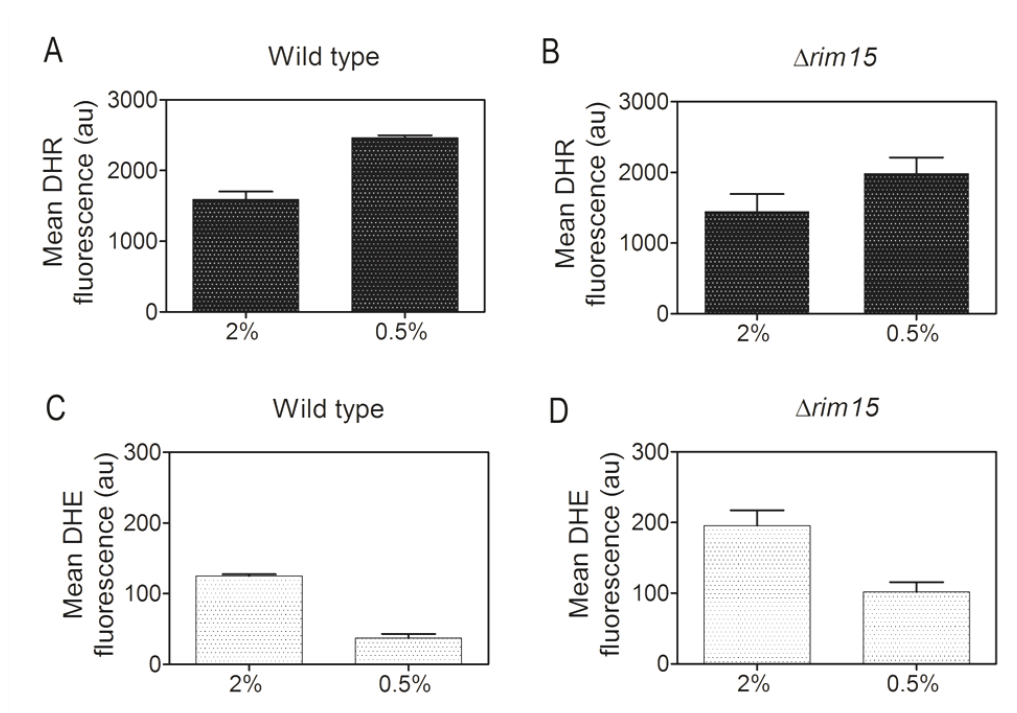 A
Wild type
Mean DHR
fluorescence (au)
3000
2000
1000
0
2%
0.5%
B
Δrim15
Mean DHR
fluorescence (au)
3000
2000
1000
0
2%
0.5%
C
Wild type
Mean DHE
fluorescence (au)
300
200
100
0
2%
0.5%
D
Δrim15
Mean DHE
fluorescence (au)
300
200
100
0
2%
0.5%